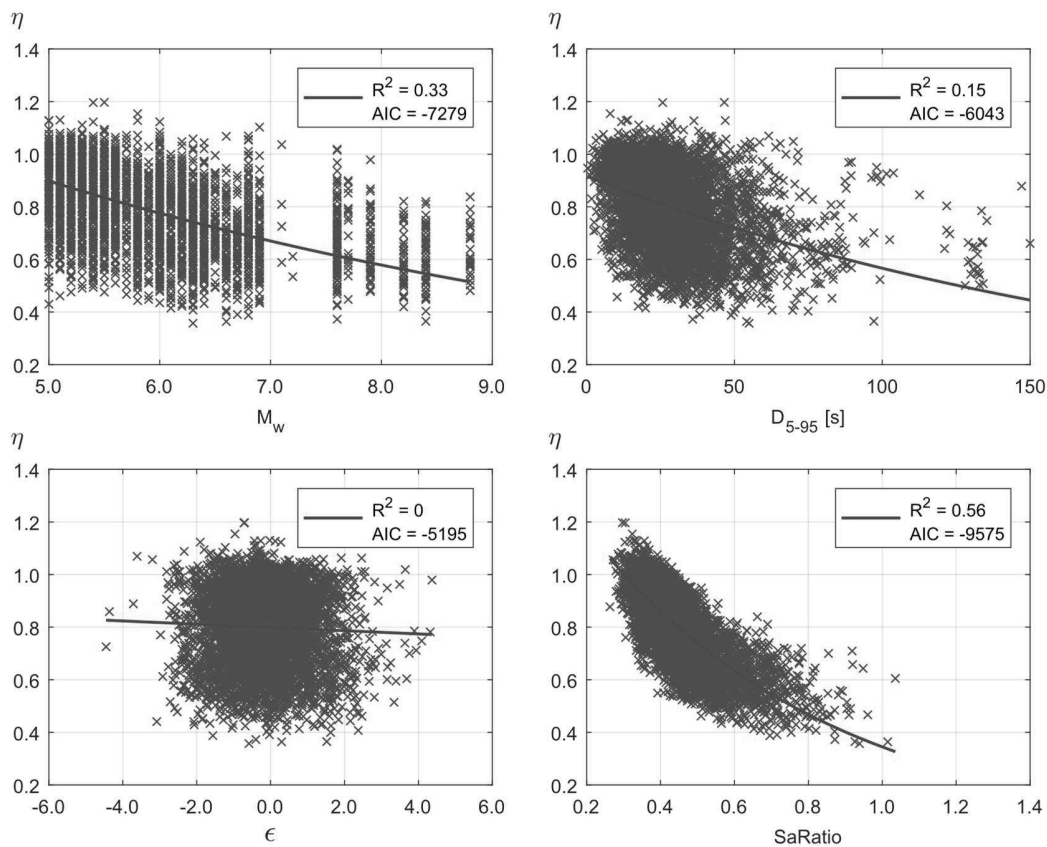 η
1.4
1.2
1.0
0.8
0.6
0.4
0.2
5.0 6.0 7.0 8.0 9.0
M_w
R² = 0.33
AIC = -7279
η
1.4
1.2
1.0
0.8
0.6
0.4
0.2
0 50 100 150
D_5-95 [s]
R² = 0.15
AIC = -6043
η
1.4
1.2
1.0
0.8
0.6
0.4
0.2
-6.0 -4.0 -2.0 0.0 2.0 4.0 6.0
ϵ
R² = 0
AIC = -5195
η
1.4
1.2
1.0
0.8
0.6
0.4
0.2
0.2 0.4 0.6 0.8 1.0 1.2 1.4
SaRatio
R² = 0.56
AIC = -9575